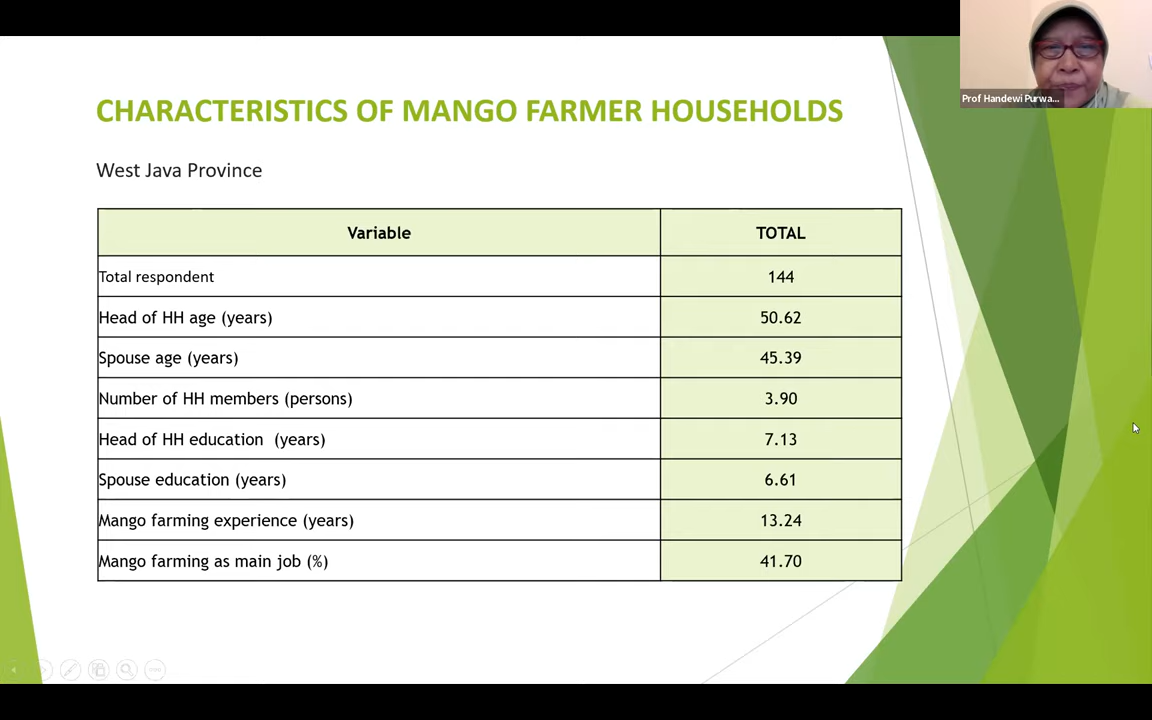 CHARACTERISTICS OF MANGO FARMER HOUSEHOLDS
West Java Province
Variable TOTAL
Total respondent 144
Head of HH age (years) 50.62
Spouse age (years) 45.39
Number of HH members (persons) 3.90
Head of HH education (years) 7.13
Spouse education (years) 6.61
Mango farming experience (years) 13.24
Mango farming as main job (%) 41.70
Prof Handewi Purwa...